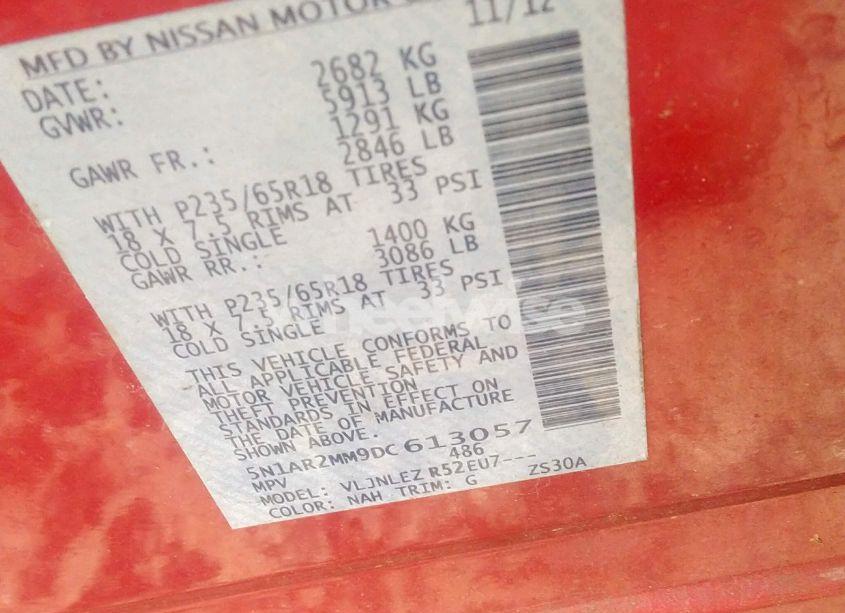 MFD BY NISSAN MOTOR
DATE: 11/12
GVWR: 2682 KG
5913 LB
GAWR FR.: 1291 KG
2846 LB
WITH P235/65R18 TIRES
18 X 7.5 RIMS AT 33 PSI
COLD SINGLE
GAWR RR.: 1400 KG
3086 LB
WITH P235/65R18 TIRES
18 X 7.5 RIMS AT 33 PSI
COLD SINGLE
THIS VEHICLE CONFORMS TO
ALL APPLICABLE FEDERAL
MOTOR VEHICLE SAFETY AND
THEFT PREVENTION
STANDARDS IN EFFECT ON
THE DATE OF MANUFACTURE
SHOWN ABOVE.
5N1AR2MM9DC613057
MPV 486
MODEL: VLJNLEZ R52EU7---
COLOR: NAH TRIM: G ZS30A